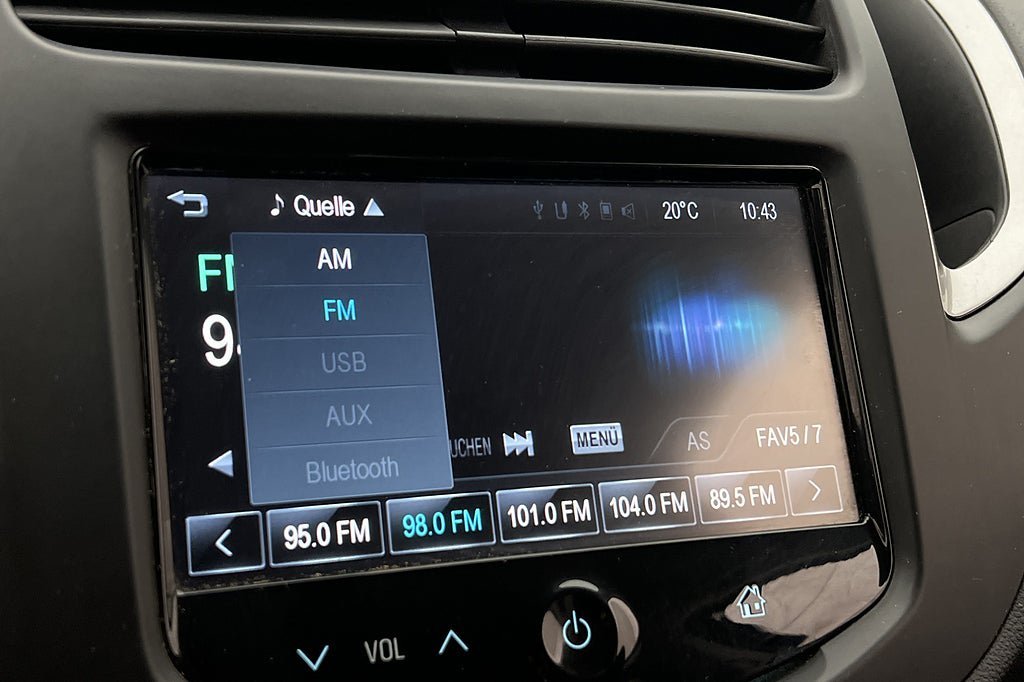 Quelle 20°C 10:43
AM
FM
USB
AUX
Bluetooth
MENÜ AS FAV5/7
95.0 FM 98.0 FM 101.0 FM 104.0 FM 89.5 FM
VOL